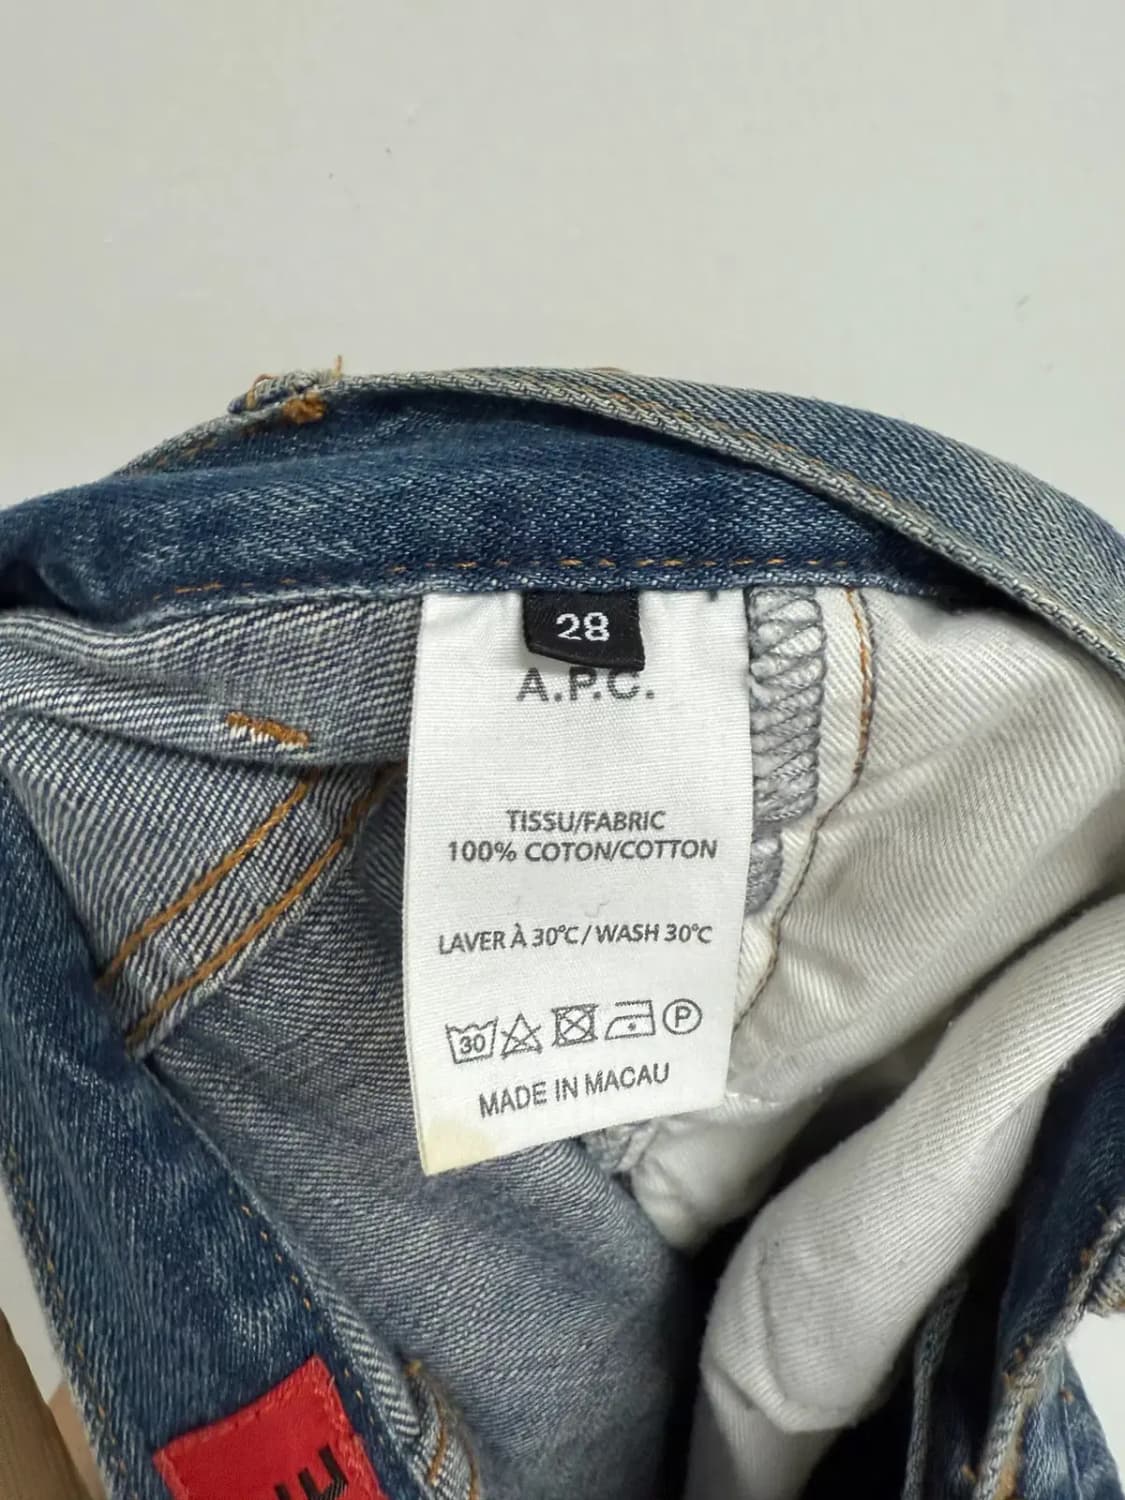 28
A.P.C.
TISSU/FABRIC
100% COTON/COTTON
LAVER À 30°C / WASH 30°C
30 P
MADE IN MACAU